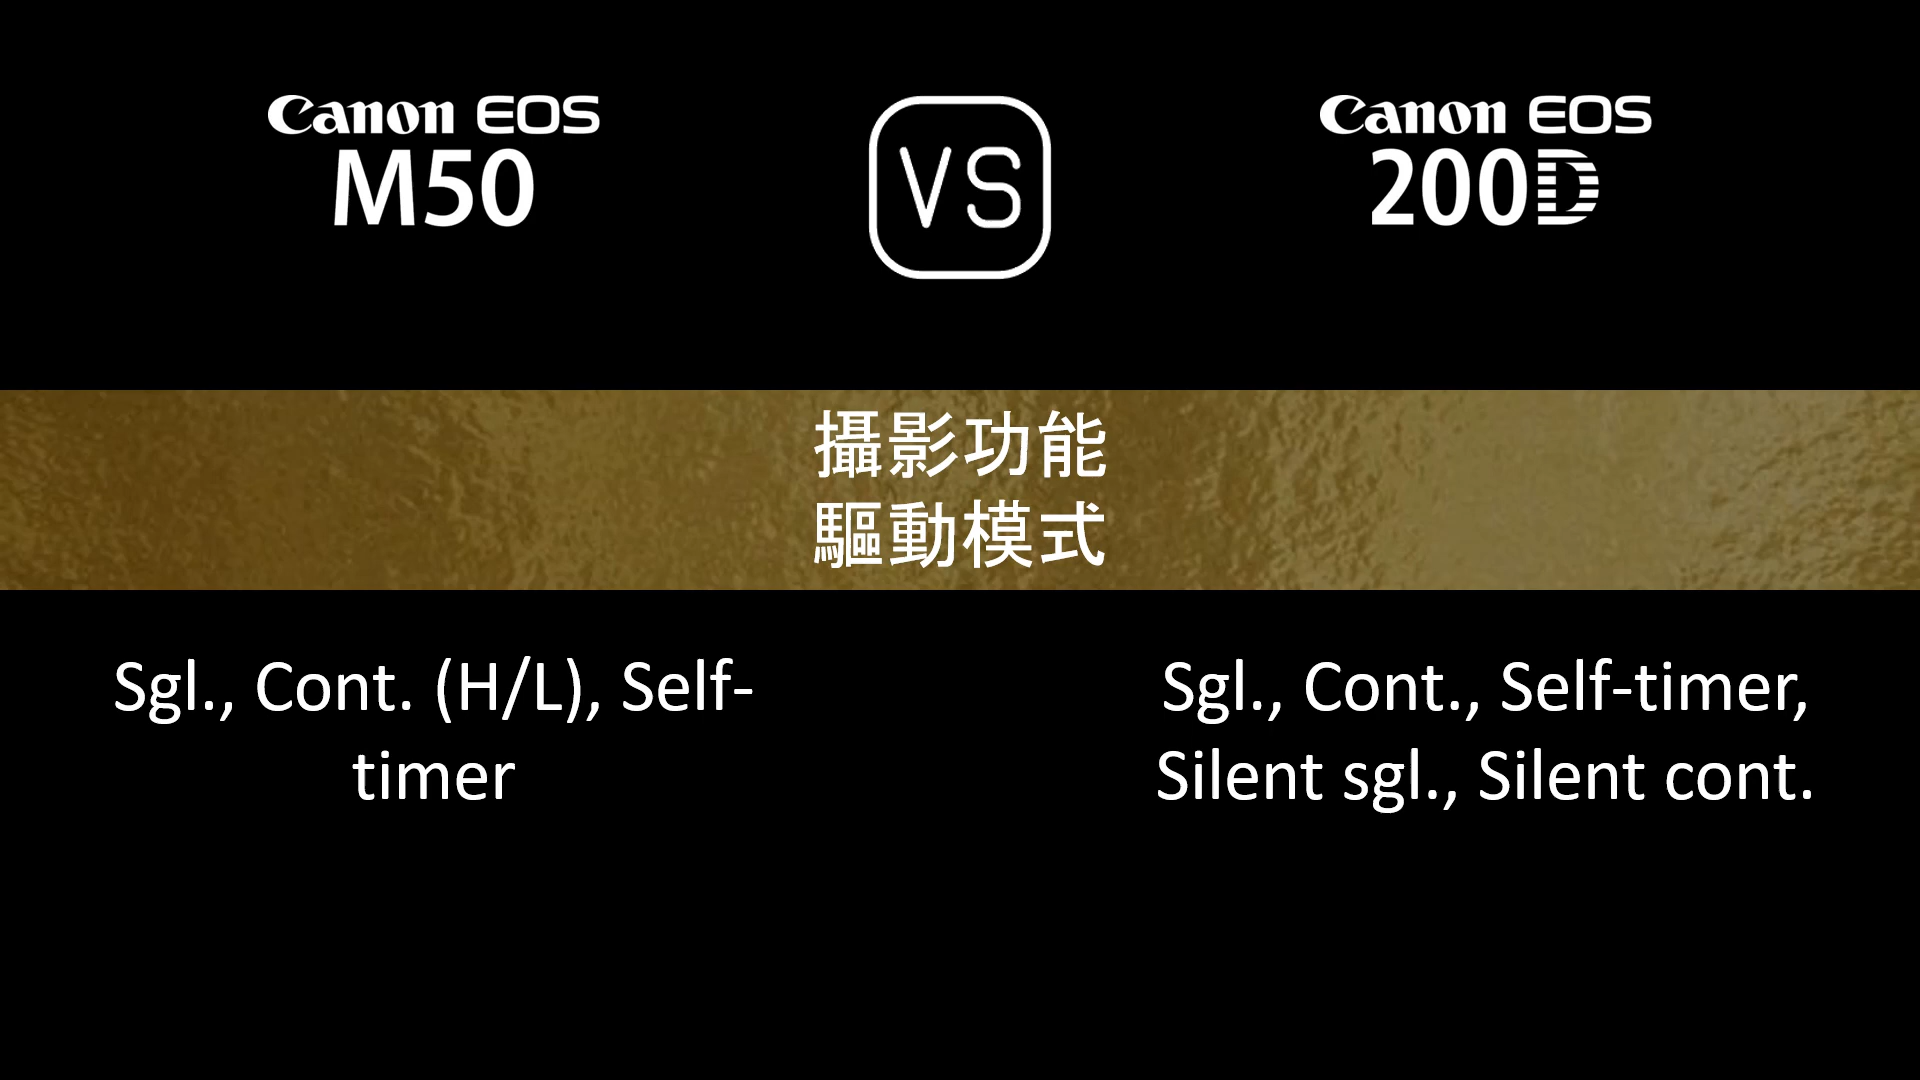 Canon EOS
M50
VS
Canon EOS
200D
攝影功能
驅動模式
Sgl., Cont. (H/L), Self-
timer
Sgl., Cont., Self-timer,
Silent sgl., Silent cont.